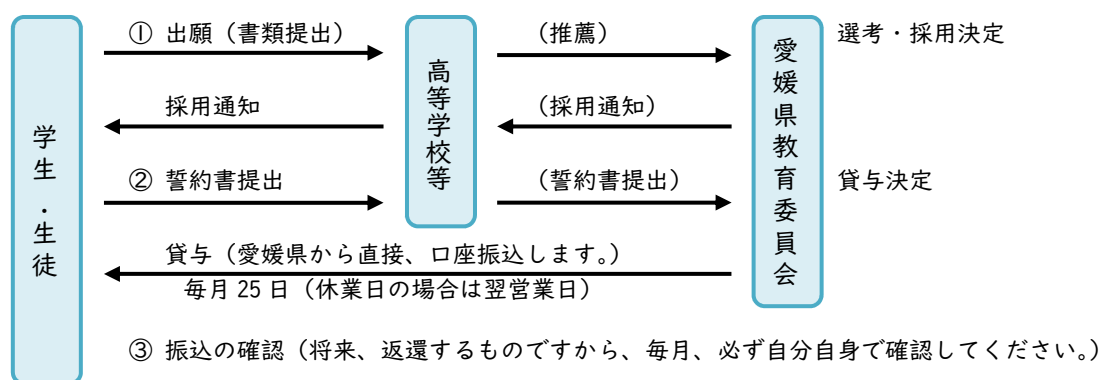 ① 出願（書類提出）
（推薦）
選考・採用決定
学生・生徒
高等学校等
愛媛県教育委員会
採用通知
（採用通知）
② 誓約書提出
（誓約書提出）
貸与決定
貸与（愛媛県から直接、口座振込します。）
毎月 25 日（休業日の場合は翌営業日）
③ 振込の確認（将来、返還するものですから、毎月、必ず自分自身で確認してください。）